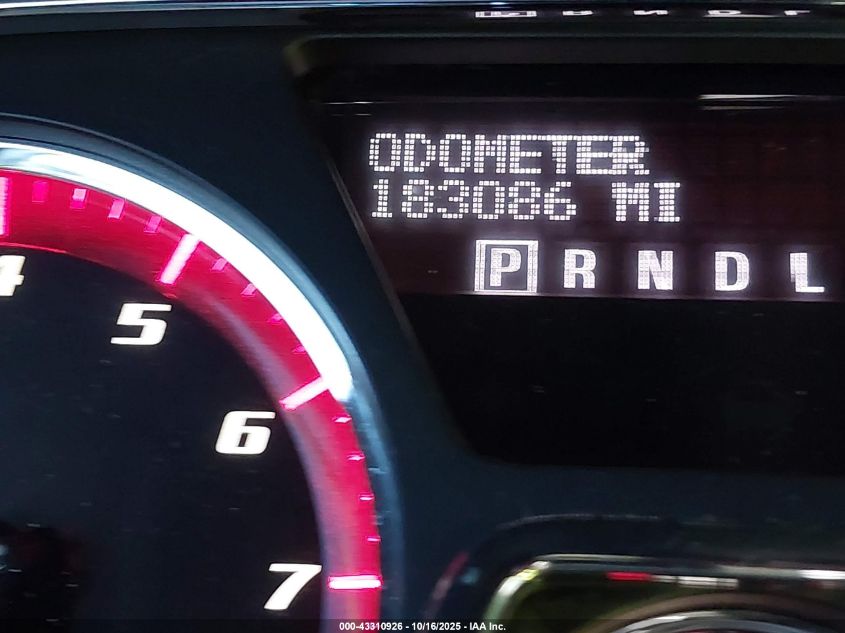 ODOMETER
183086 MI
P R N D L
4
5
6
7
000-43310926 - 10/16/2025 - IAA Inc.